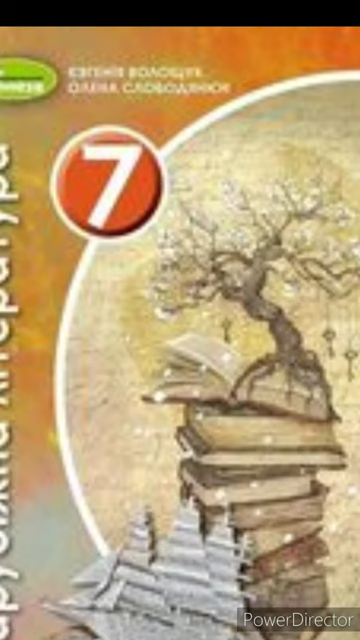 ЄВГЕНІЯ ВОЛОЩУК
ОЛЕНА СЛОБОДЯНЮК
7
арубіжна література
PowerDirector